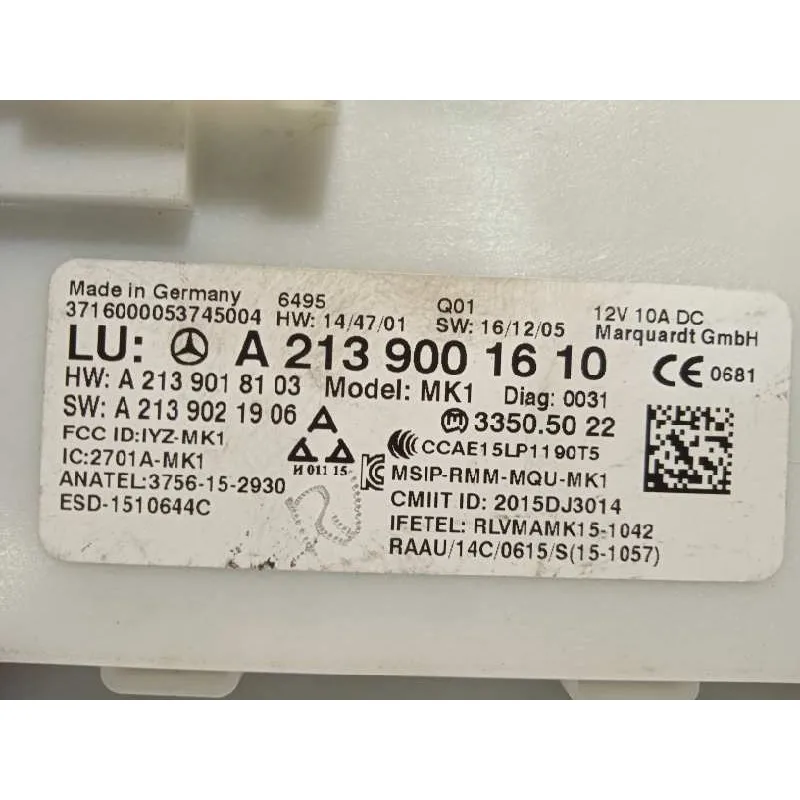 Made in Germany 6495 Q01 12V 10A DC
3716000053745004 HW: 14/47/01 SW: 16/12/05 Marquardt GmbH
LU: A 213 900 16 10
HW: A 213 901 81 03 Model: MK1 Diag: 0031 CE 0681
SW: A 213 902 19 06 A 3350.50 22
FCC ID:IYZ-MK1 CCAE15LP1190T5
IC:2701A-MK1 И 011 15 MSIP-RMM-MQU-MK1
ANATEL:3756-15-2930 CMIIT ID: 2015DJ3014
ESD-1510644C IFETEL: RLVMAMK15-1042
RAAU/14C/0615/S(15-1057)